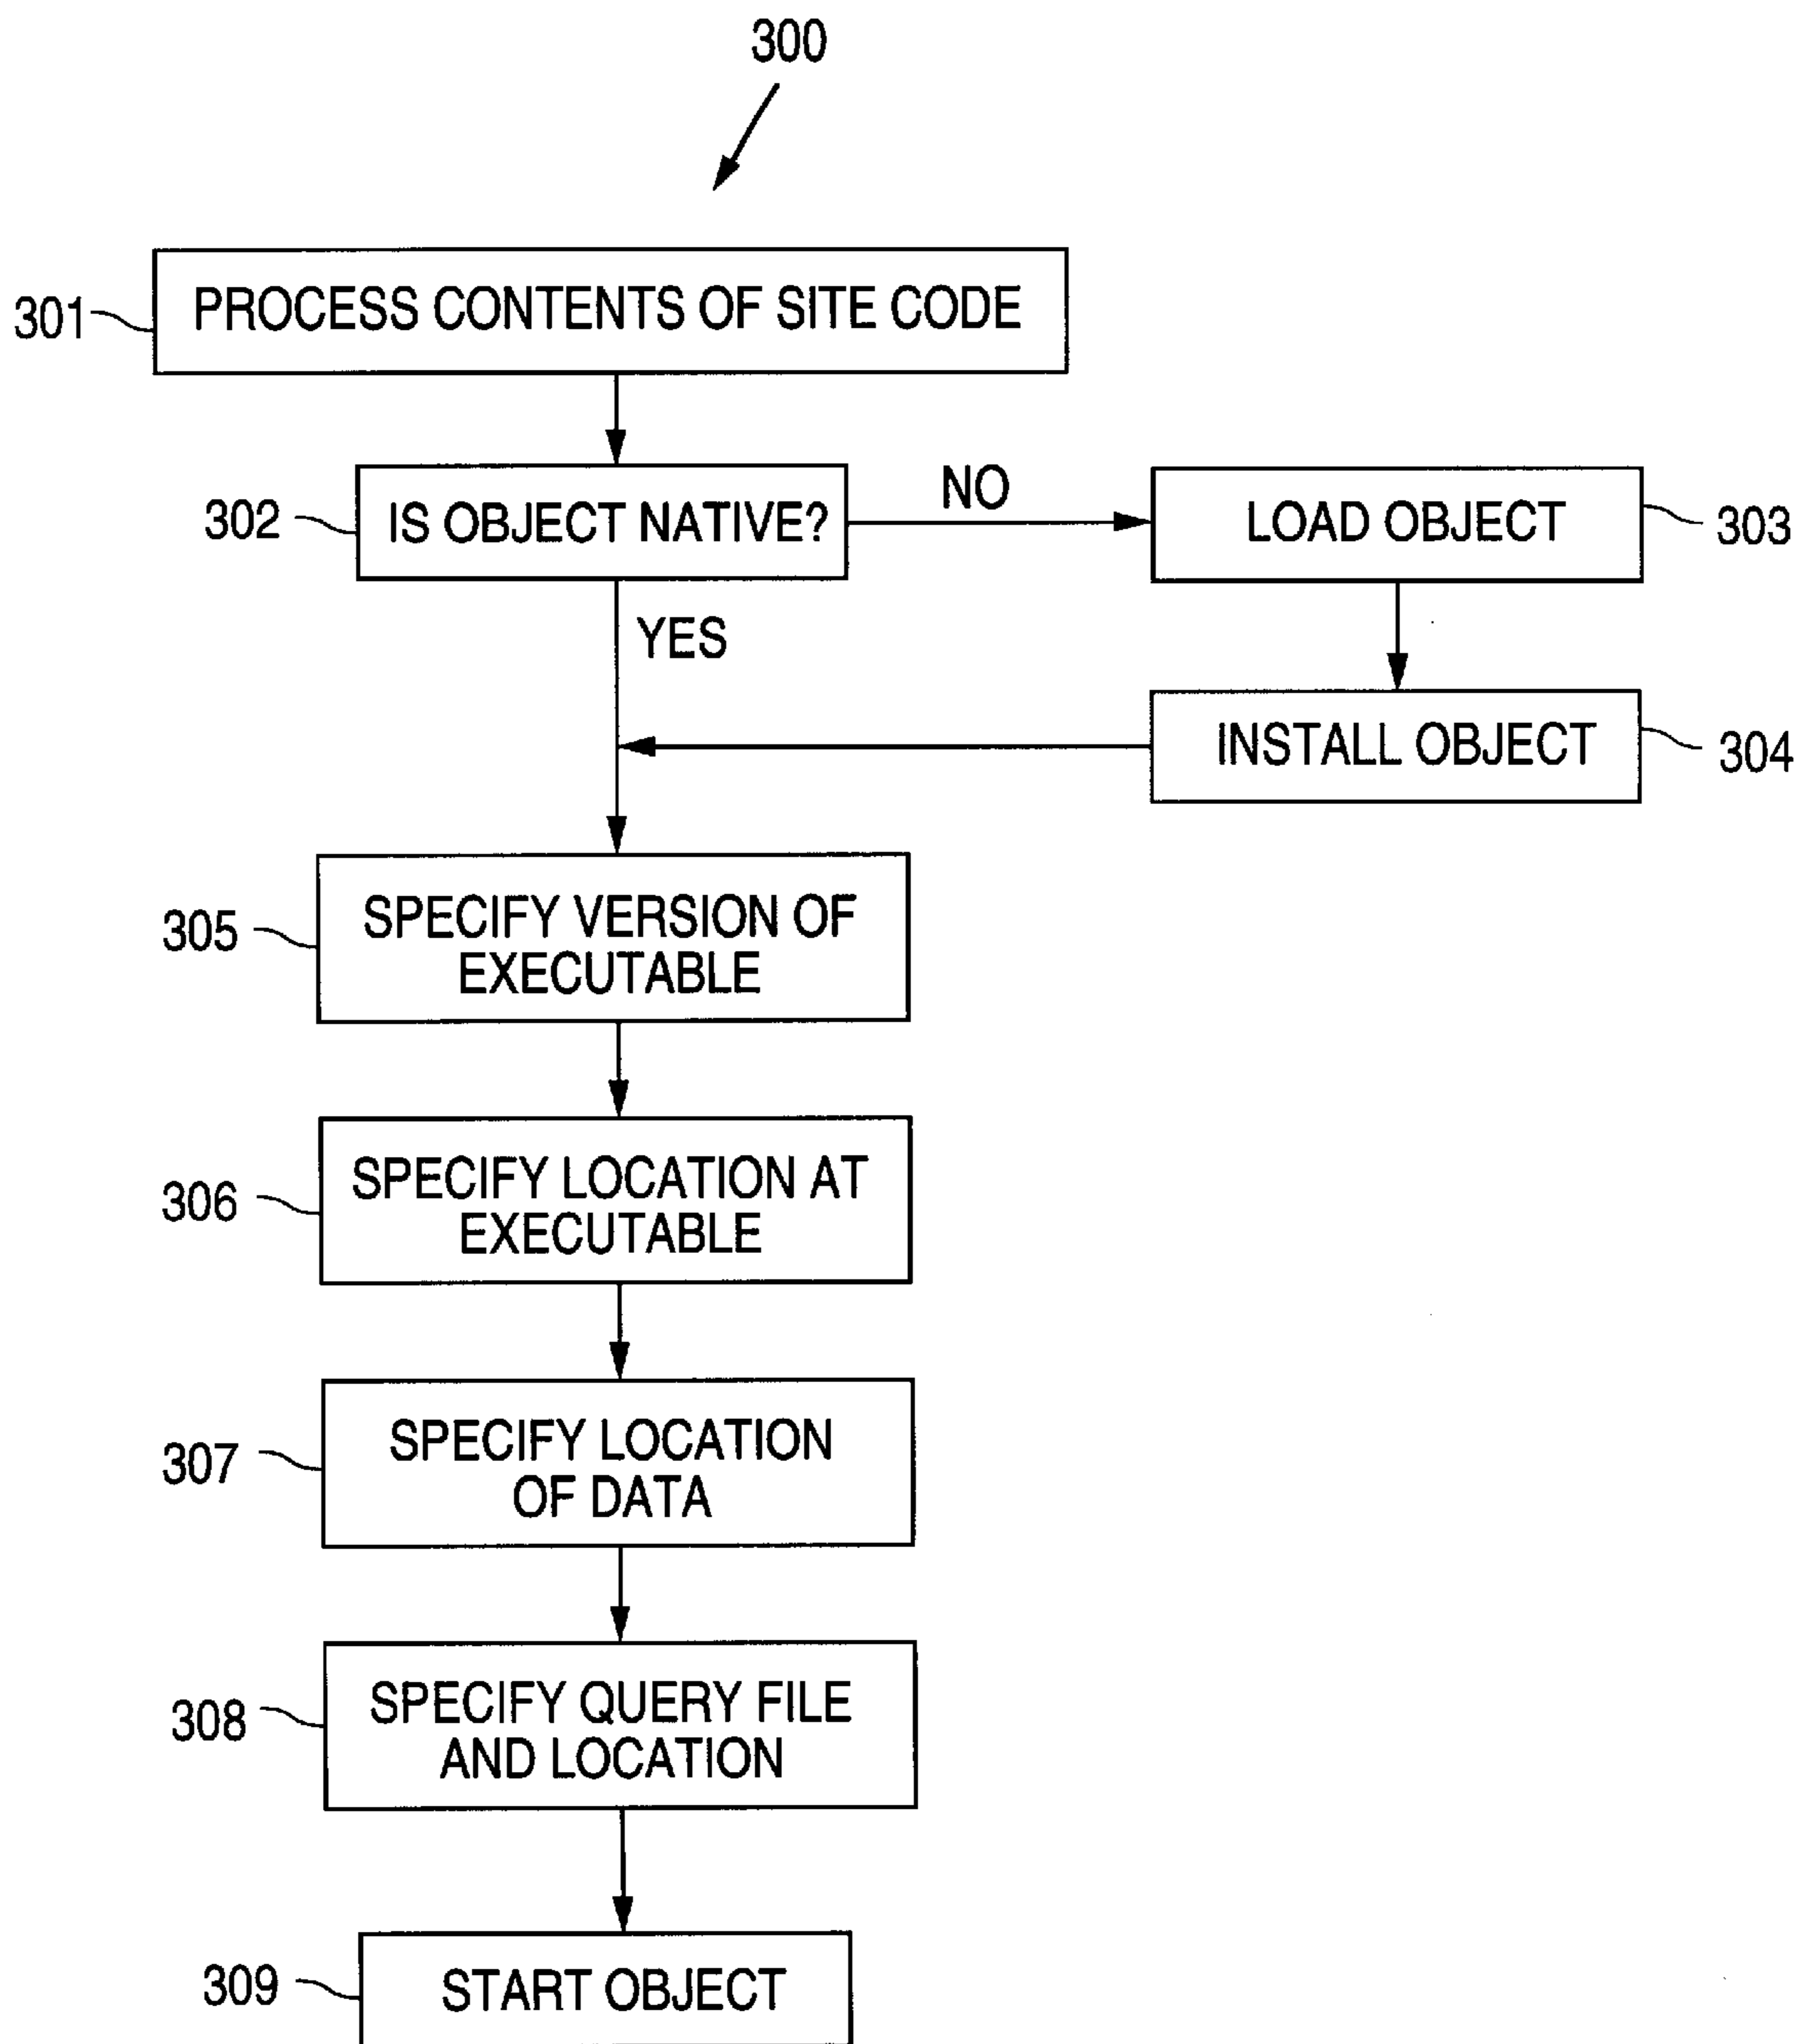 300
301
PROCESS CONTENTS OF SITE CODE
302
IS OBJECT NATIVE?
NO
LOAD OBJECT
303
YES
INSTALL OBJECT
304
305
SPECIFY VERSION OF
EXECUTABLE
306
SPECIFY LOCATION AT
EXECUTABLE
307
SPECIFY LOCATION
OF DATA
308
SPECIFY QUERY FILE
AND LOCATION
309
START OBJECT